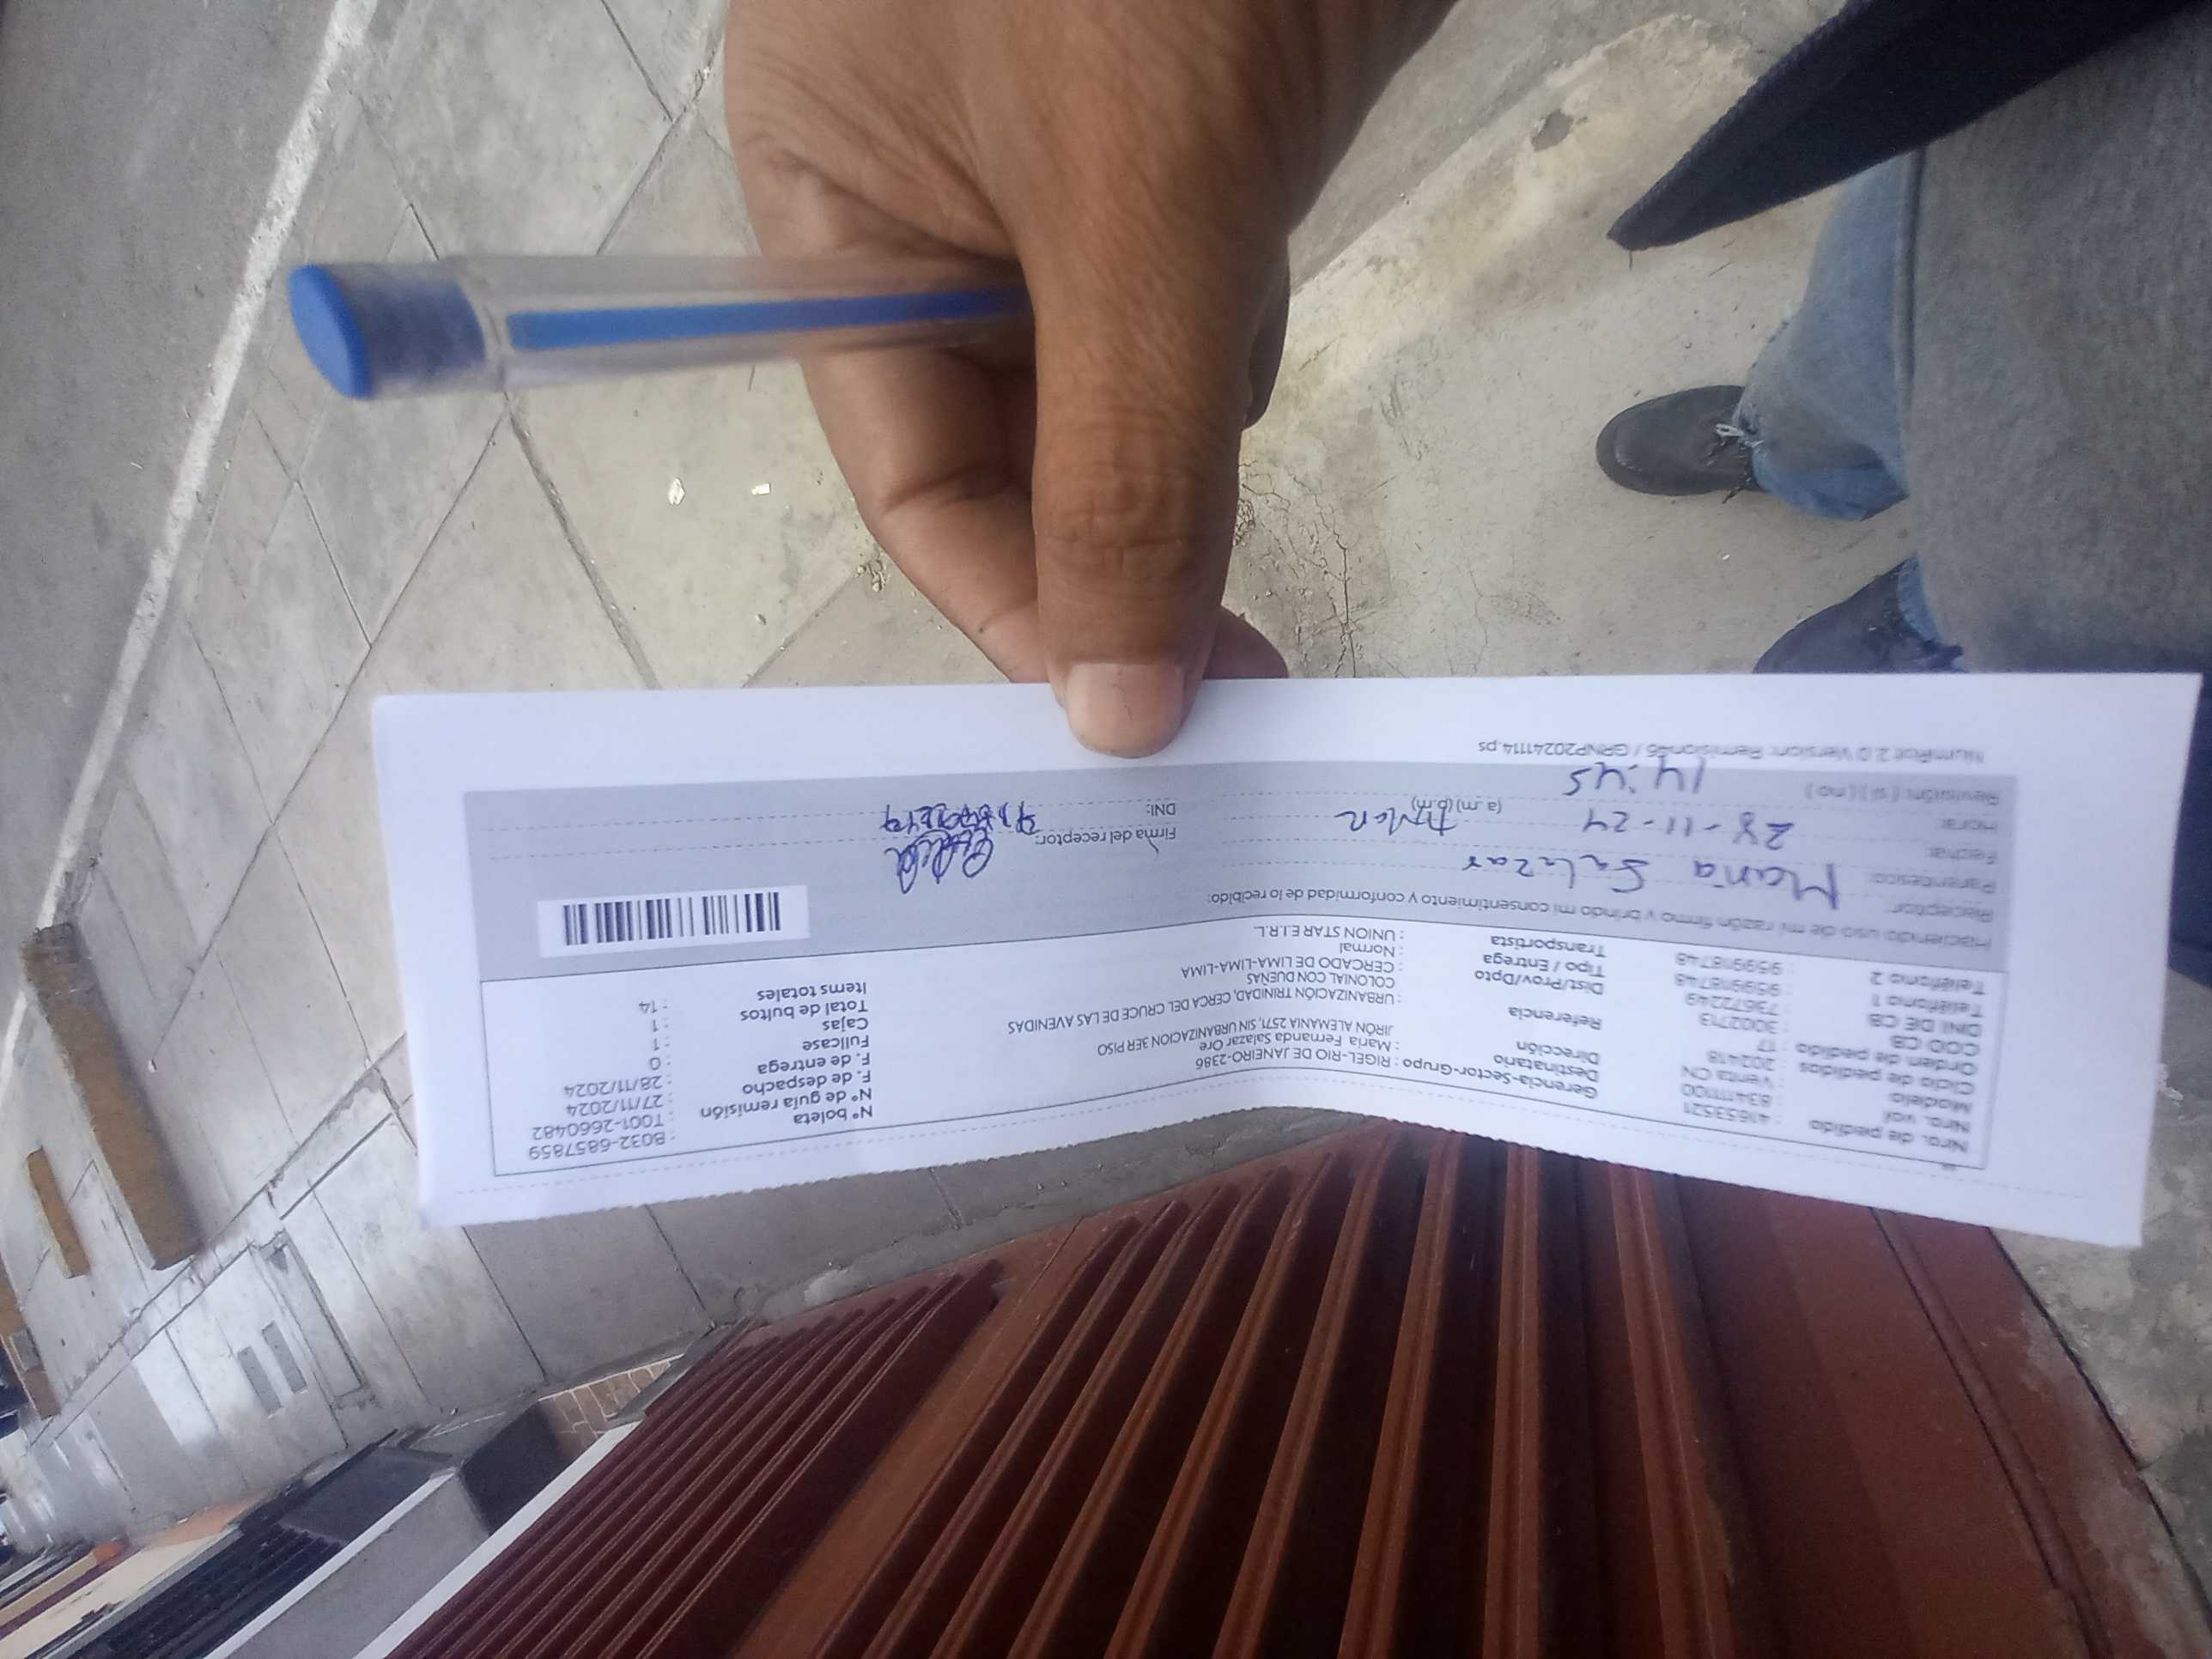 Nro. de pedido : 41653521
Nro. vol : 834111100
Modelo : Venta CN
Ciclo de pedidos : 202418
Orden de pedido : 17
COD CB : 3002713
DNI DE CB : 73672249
Teléfono 1 : 959918748
Teléfono 2 : 959918748
Gerencia-Sector-Grupo : RIGEL-RIO DE JANEIRO-2386
Destinatario : Maria Fernanda Salazar Ore
Dirección JIRÓN ALEMANIA 2571, SIN URBANIZACION 3ER PISO
Referencia : URBANIZACIÓN TRINIDAD, CERCA DEL CRUCE DE LAS AVENIDAS
COLONIAL CON DUEÑAS
Dist/Prov/Dpto : CERCADO DE LIMA-LIMA-LIMA
Tipo / Entrega : Normal
Transportista : UNION STAR E.I.R.L.
N° boleta : B032-6857859
N° de guía remisión T001-2660482
F. de despacho : 27/11/2024
F. de entrega : 28/11/2024
Fullcase : 0
Cajas : 1
Total de bultos : 1
Items totales : 14
Haciendo uso de mi razón firmo y brindo mi consentimiento y conformidad de lo recibido:
Receptor: Maria Salazar
Parentesco:
Fecha: 28-11-24
Hora: (a.m) (p.m)
Revisión: ( si ) ( no ) 14:45
Firma del receptor:
DNI:
NumRot 2.0 Version: Remision46 / GRNP20241114.ps